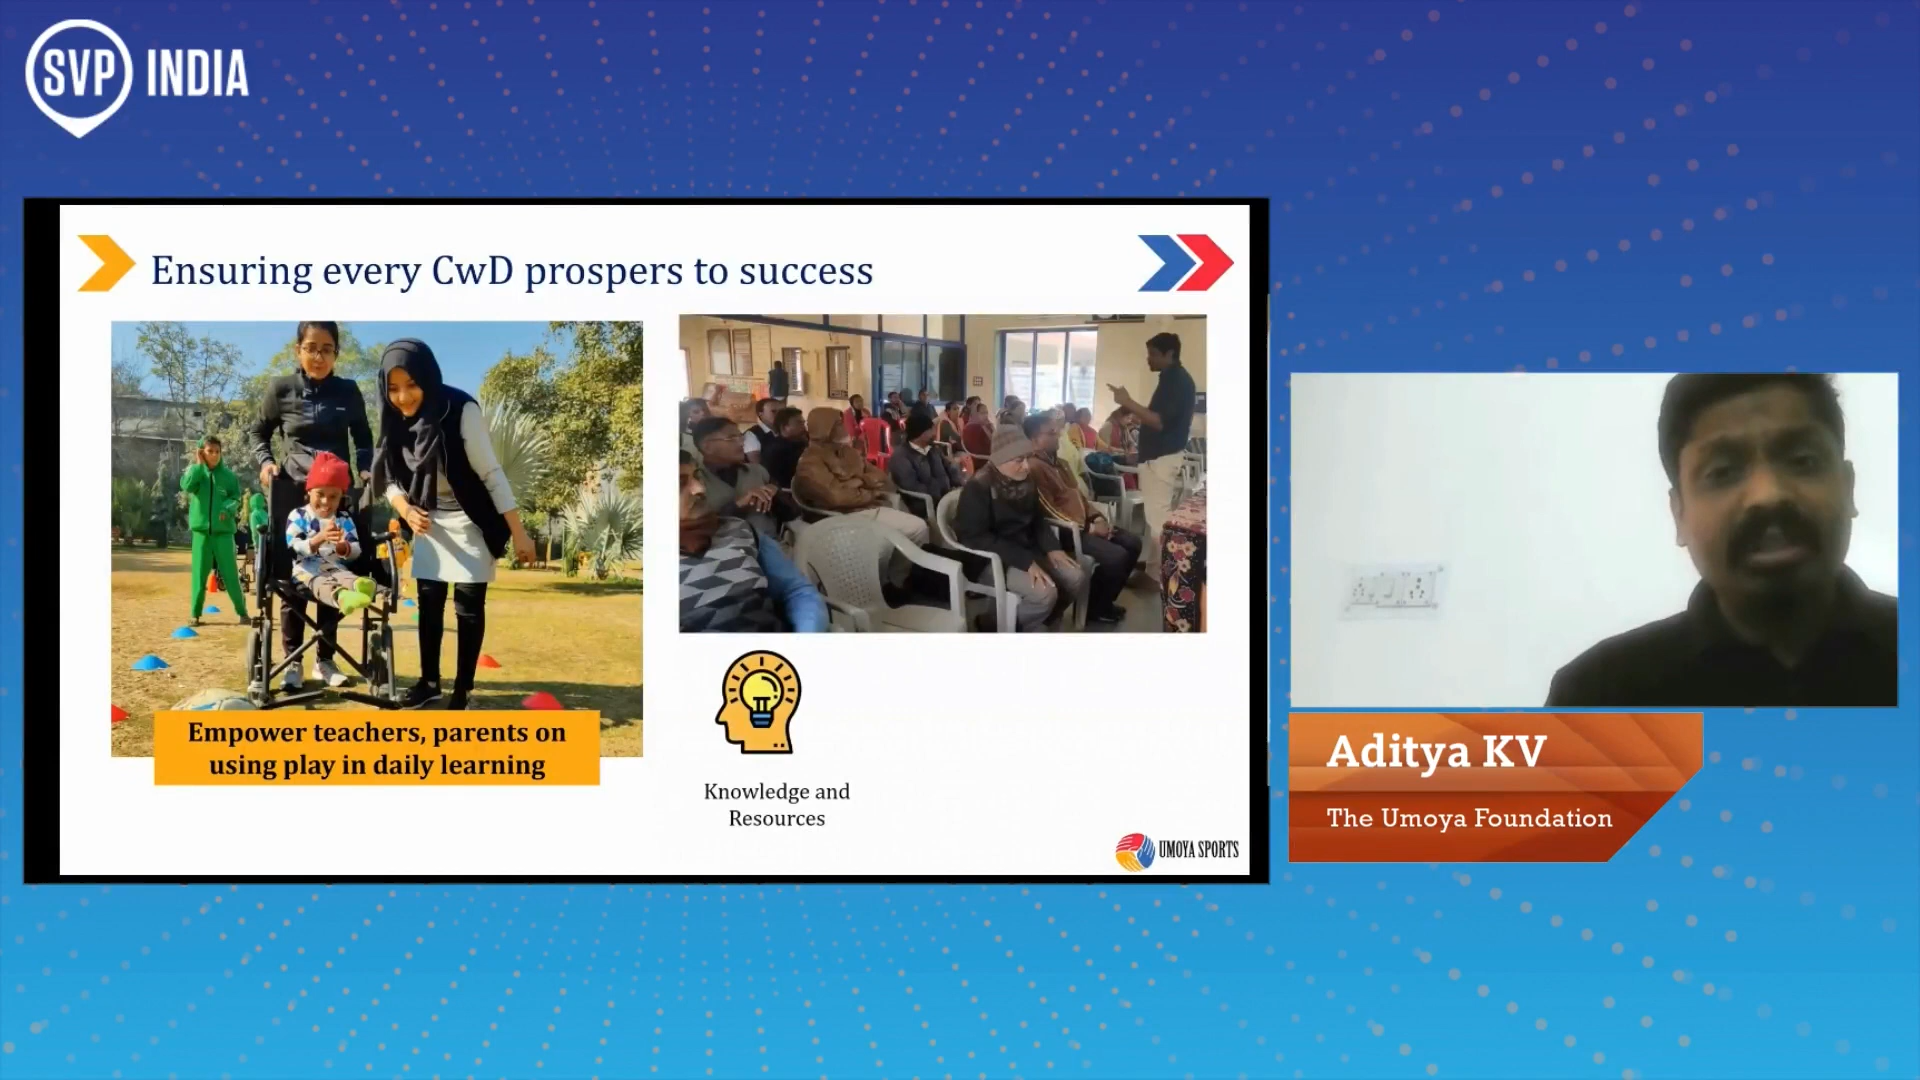 SVP INDIA
Ensuring every CwD prospers to success
Empower teachers, parents on
using play in daily learning
Knowledge and
Resources
UMOYA SPORTS
Aditya KV
The Umoya Foundation